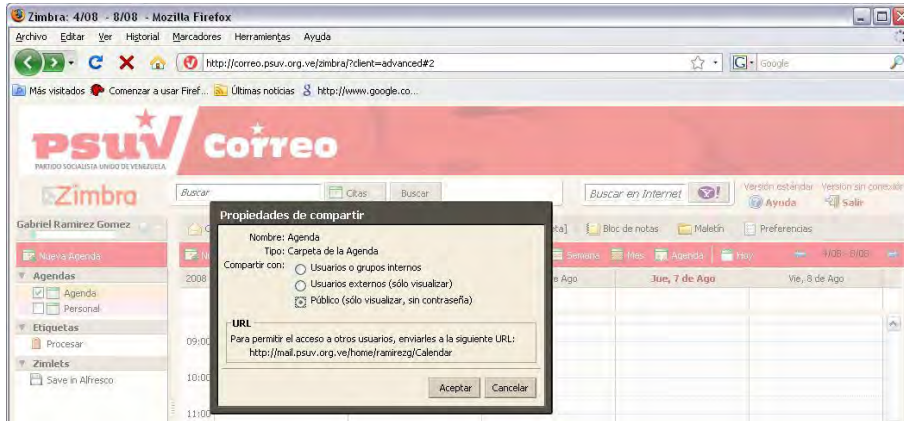 Zimbra: 4/08 - 8/08 - Mozilla Firefox
Archivo Editar Ver Historial Marcadores Herramientas Ayuda
http://correo.psuv.org.ve/zimbra/?client=advanced#2
Google
Más visitados Comenzar a usar Firef... Últimas noticias http://www.google.co...
PSUV Correo
PARTIDO SOCIALISTA UNIDO DE VENEZUELA
Zimbra
Buscar Citas Buscar Buscar en Internet Y! Versión estándar Versión sin conexión
Ayuda Salir
Gabriel Ramirez Gomez
Bloc de notas Maletín Preferencias
Nueva Agenda Semana Mes Agenda Hoy 4/08 - 8/08
Agendas 2008 Ago Jue, 7 de Ago Vie, 8 de Ago
Agenda
Personal
Etiquetas
Procesar
Zimlets
Save in Alfresco
09:00
10:00
11:00
Propiedades de compartir
Nombre: Agenda
Tipo: Carpeta de la Agenda
Compartir con: Usuarios o grupos internos
Usuarios externos (sólo visualizar)
Público (sólo visualizar, sin contraseña)
URL
Para permitir el acceso a otros usuarios, enviarles a la siguiente URL:
http://mail.psuv.org.ve/home/ramirezg/Calendar
Aceptar Cancelar